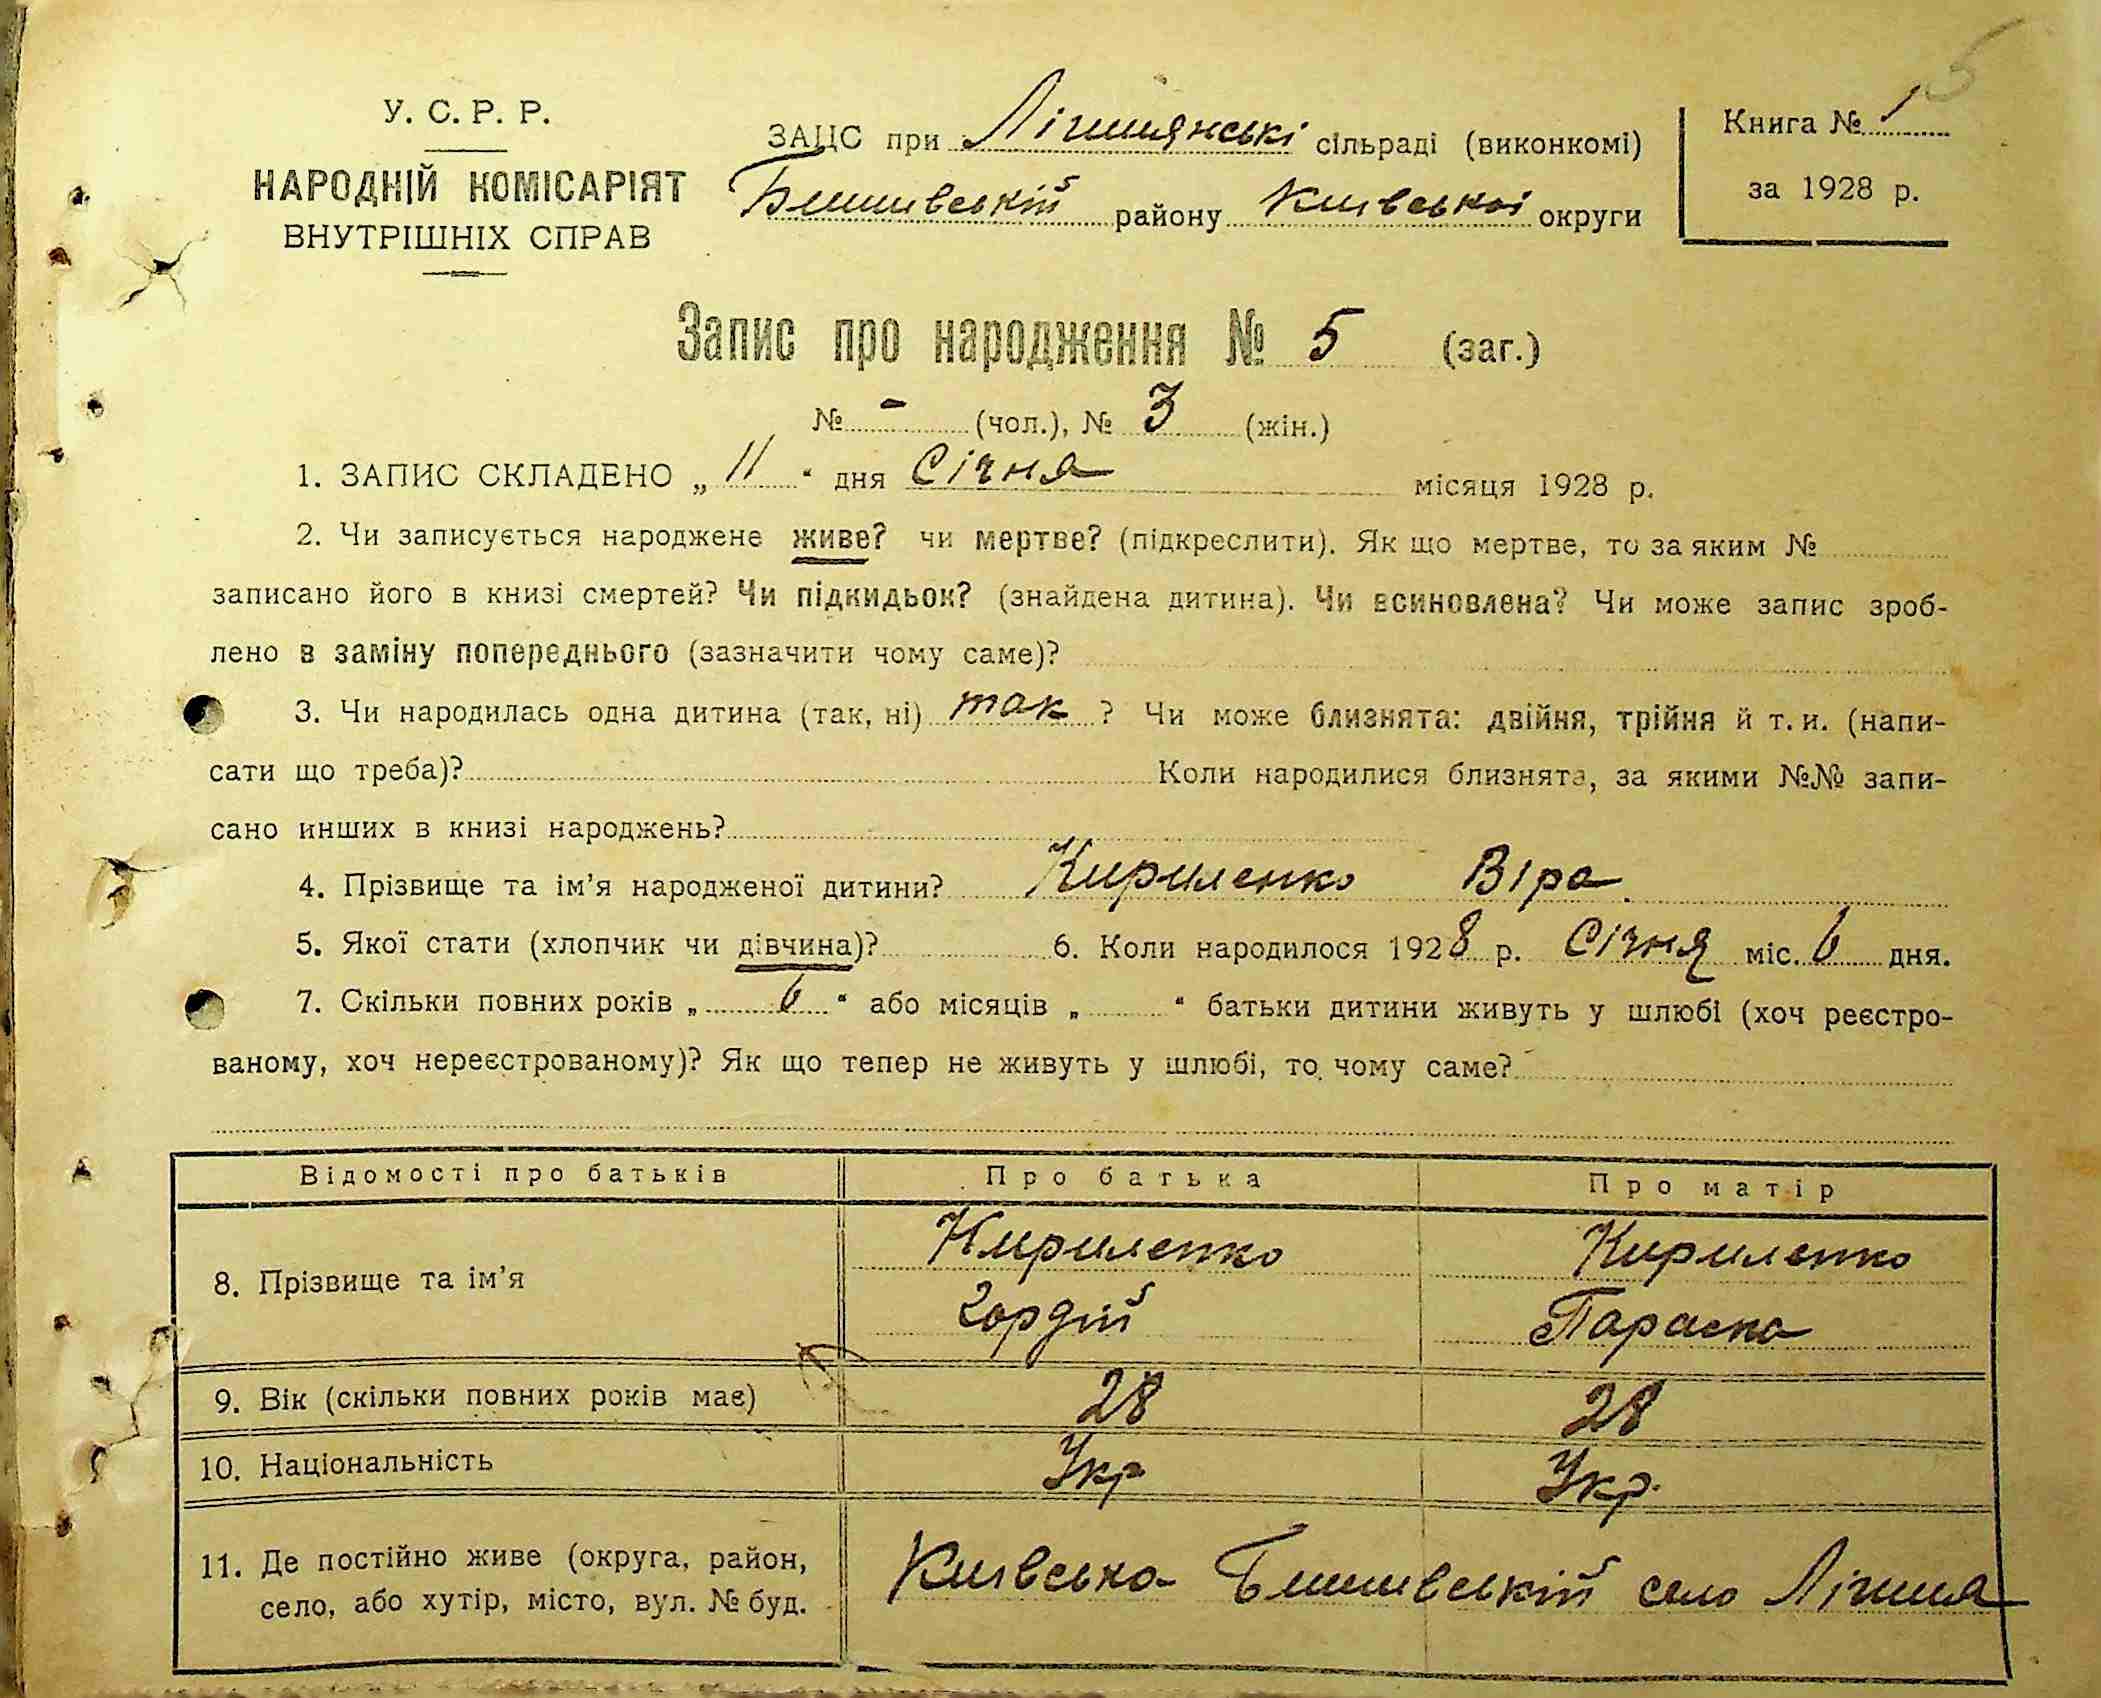 5
У. С. Р. Р.
НАРОДНІЙ КОМІСАРІЯТ
ВНУТРІШНІХ СПРАВ
ЗАЦС при Лішнянські сільраді (виконкомі)
Бишивській району Київської округи
Книга № 1
за 1928 р.
Запис про народження № 5 (заг.)
№ - (чол.), № 3 (жін.)
1. ЗАПИС СКЛАДЕНО „ 11 “ дня Січня місяця 1928 р.
2. Чи записується народжене живе? чи мертве? (підкреслити). Як що мертве, то за яким №
записано його в книзі смертей? Чи підкидьок? (знайдена дитина). Чи всиновлена? Чи може запис зроб-
лено в заміну попереднього (зазначити чому саме)?
3. Чи народилась одна дитина (так, ні) так ? Чи може близнята: двійня, трійня й т. и. (напи-
сати що треба)? Коли народилися близнята, за якими №№ запи-
сано инших в книзі народжень?
4. Прізвище та ім’я народженої дитини? Кириленко Віра
5. Якої стати (хлопчик чи дівчина)? 6. Коли народилося 1928 р. Січня міс. 6 дня.
7. Скільки повних років „ 6 “ або місяців „ “ батьки дитини живуть у шлюбі (хоч реєстро-
ваному, хоч нереєстрованому)? Як що тепер не живуть у шлюбі, то чому саме?
Відомості про батьків Про батька Про матір
8. Прізвище та ім’я Кириленко Кириленко
Гордій Параска
9. Вік (скільки повних років має) 28 28
10. Національність Укр Укр.
11. Де постійно живе (округа, район,
село, або хутір, місто, вул. № буд.
Київська Бишивській село Лішня